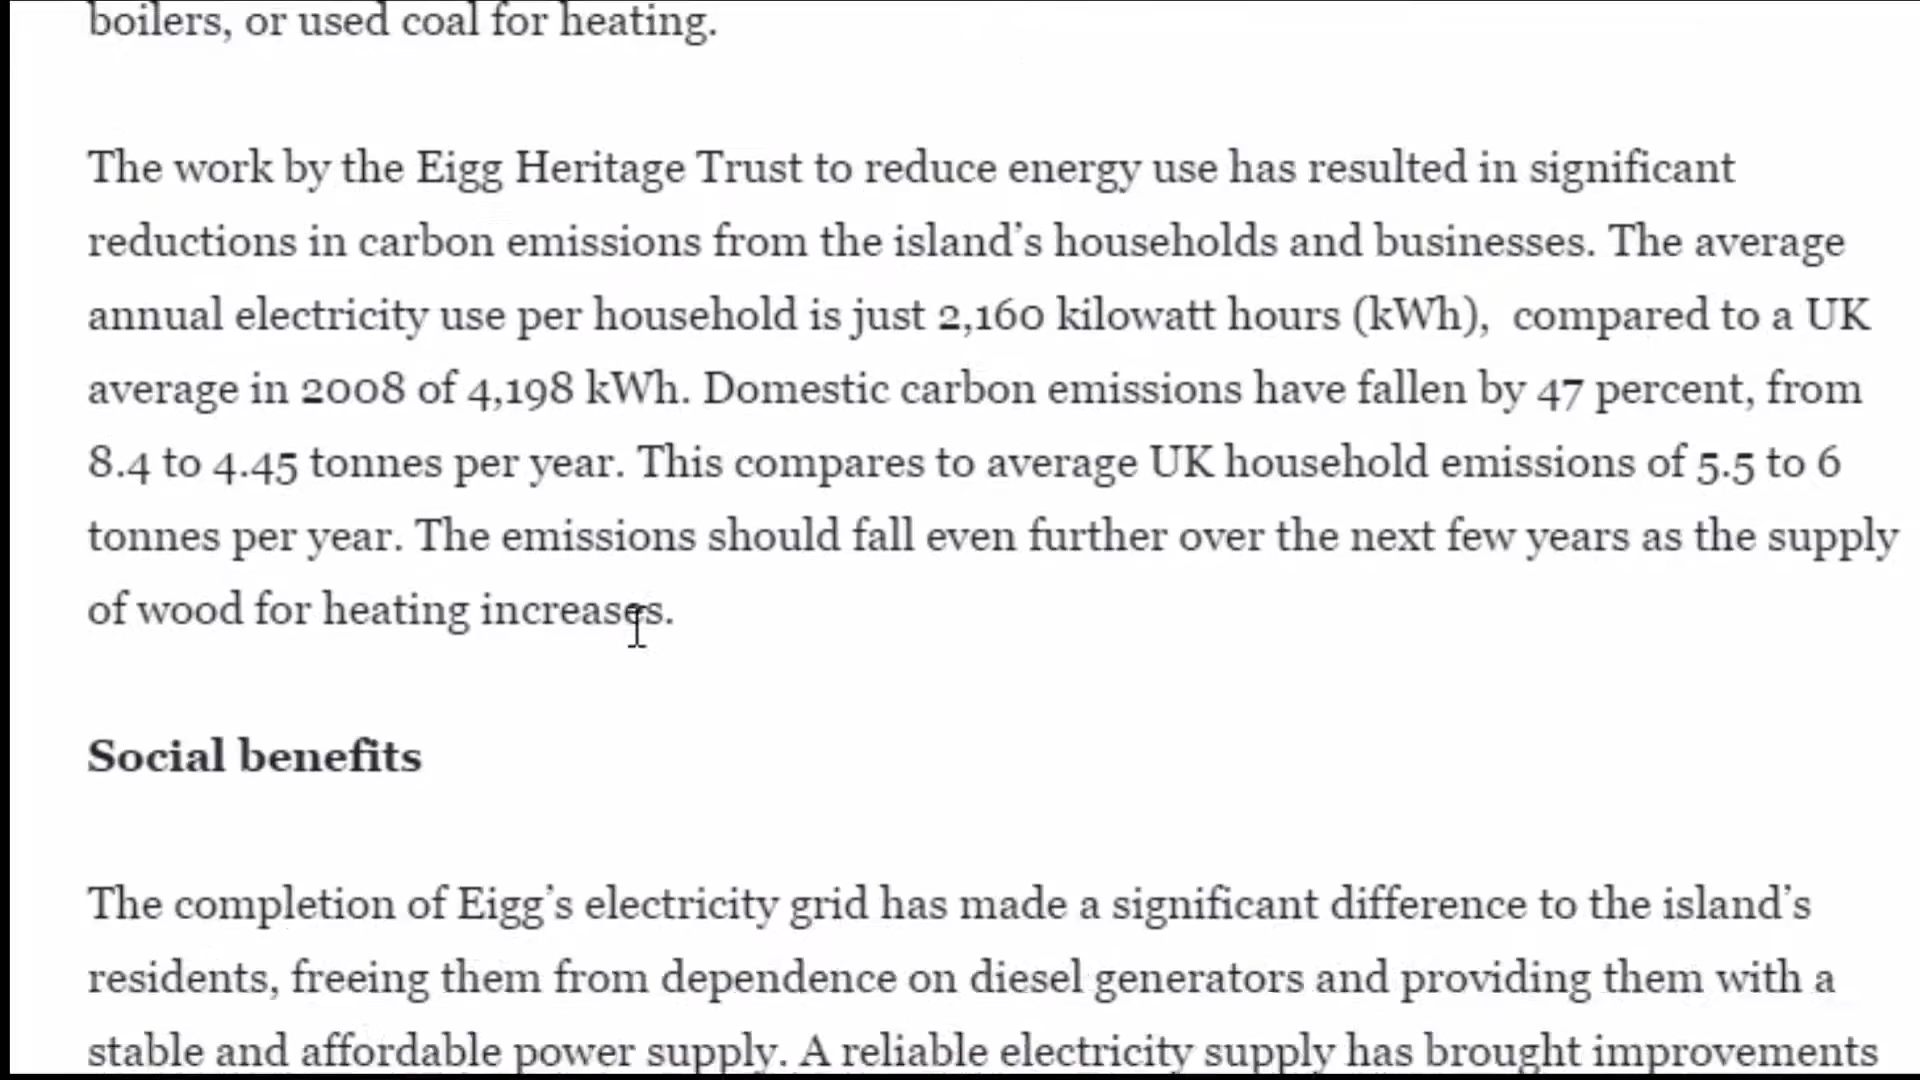 boilers, or used coal for heating.
The work by the Eigg Heritage Trust to reduce energy use has resulted in significant
reductions in carbon emissions from the island’s households and businesses. The average
annual electricity use per household is just 2,160 kilowatt hours (kWh),  compared to a UK
average in 2008 of 4,198 kWh. Domestic carbon emissions have fallen by 47 percent, from
8.4 to 4.45 tonnes per year. This compares to average UK household emissions of 5.5 to 6
tonnes per year. The emissions should fall even further over the next few years as the supply
of wood for heating increases.
Social benefits
The completion of Eigg’s electricity grid has made a significant difference to the island’s
residents, freeing them from dependence on diesel generators and providing them with a
stable and affordable power supply. A reliable electricity supply has brought improvements